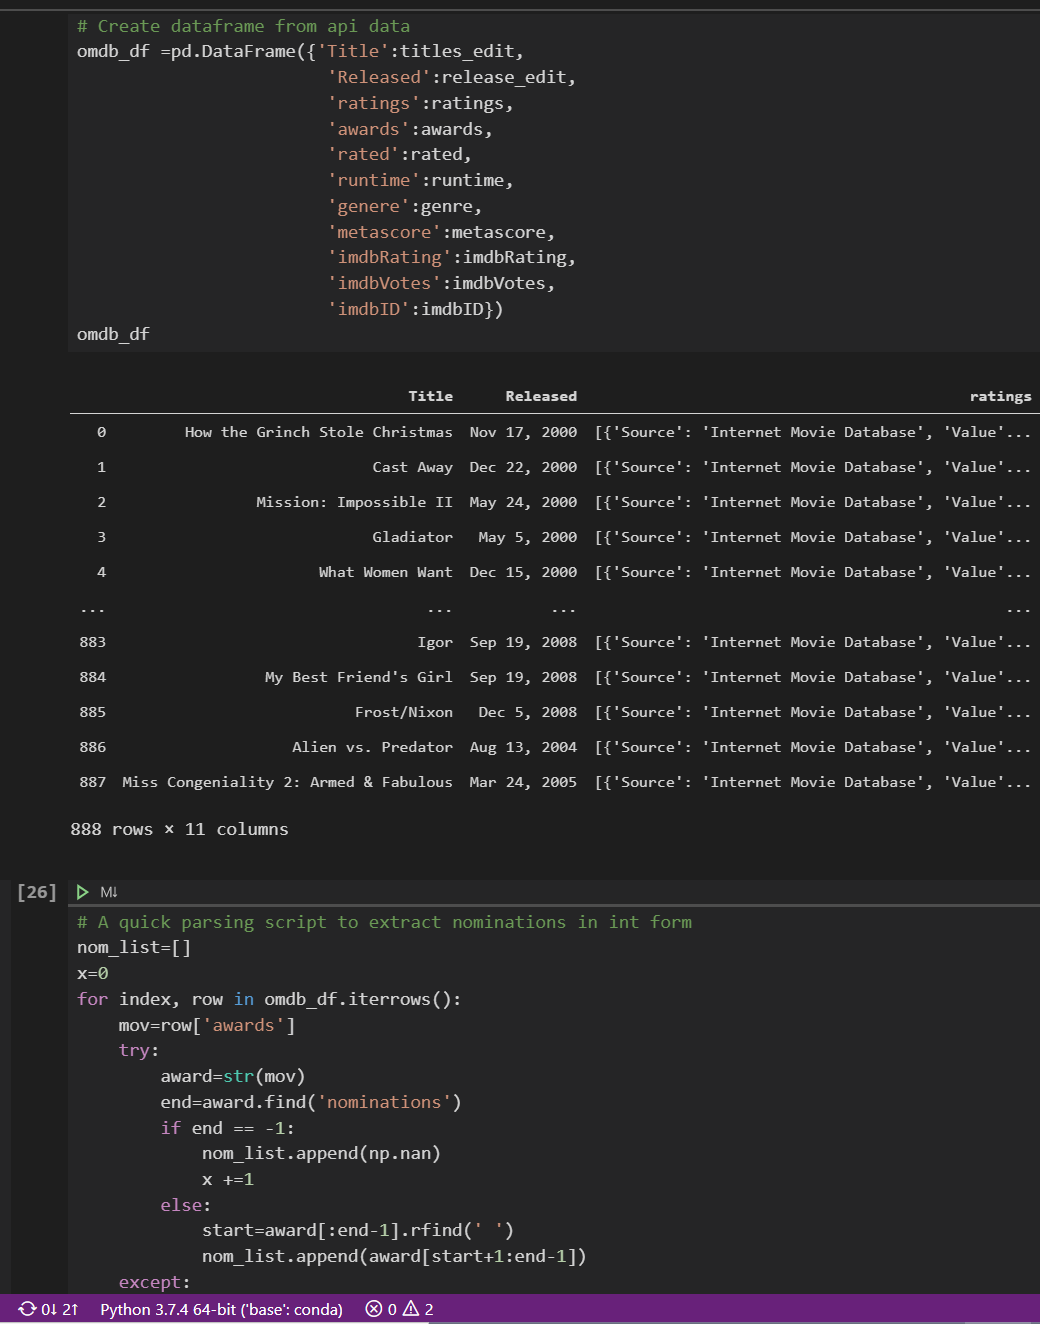 # Create dataframe from api data
omdb_df =pd.DataFrame({'Title':titles_edit,
'Released':release_edit,
'ratings':ratings,
'awards':awards,
'rated':rated,
'runtime':runtime,
'genere':genre,
'metascore':metascore,
'imdbRating':imdbRating,
'imdbVotes':imdbVotes,
'imdbID':imdbID})
omdb_df
Title Released ratings
0 How the Grinch Stole Christmas Nov 17, 2000 [{'Source': 'Internet Movie Database', 'Value'...
1 Cast Away Dec 22, 2000 [{'Source': 'Internet Movie Database', 'Value'...
2 Mission: Impossible II May 24, 2000 [{'Source': 'Internet Movie Database', 'Value'...
3 Gladiator May 5, 2000 [{'Source': 'Internet Movie Database', 'Value'...
4 What Women Want Dec 15, 2000 [{'Source': 'Internet Movie Database', 'Value'...
... ... ... ...
883 Igor Sep 19, 2008 [{'Source': 'Internet Movie Database', 'Value'...
884 My Best Friend's Girl Sep 19, 2008 [{'Source': 'Internet Movie Database', 'Value'...
885 Frost/Nixon Dec 5, 2008 [{'Source': 'Internet Movie Database', 'Value'...
886 Alien vs. Predator Aug 13, 2004 [{'Source': 'Internet Movie Database', 'Value'...
887 Miss Congeniality 2: Armed & Fabulous Mar 24, 2005 [{'Source': 'Internet Movie Database', 'Value'...
888 rows × 11 columns
[26] M↓
# A quick parsing script to extract nominations in int form
nom_list=[]
x=0
for index, row in omdb_df.iterrows():
mov=row['awards']
try:
award=str(mov)
end=award.find('nominations')
if end == -1:
nom_list.append(np.nan)
x +=1
else:
start=award[:end-1].rfind(' ')
nom_list.append(award[start+1:end-1])
except:
0↓ 2↑ Python 3.7.4 64-bit ('base': conda) 0 2